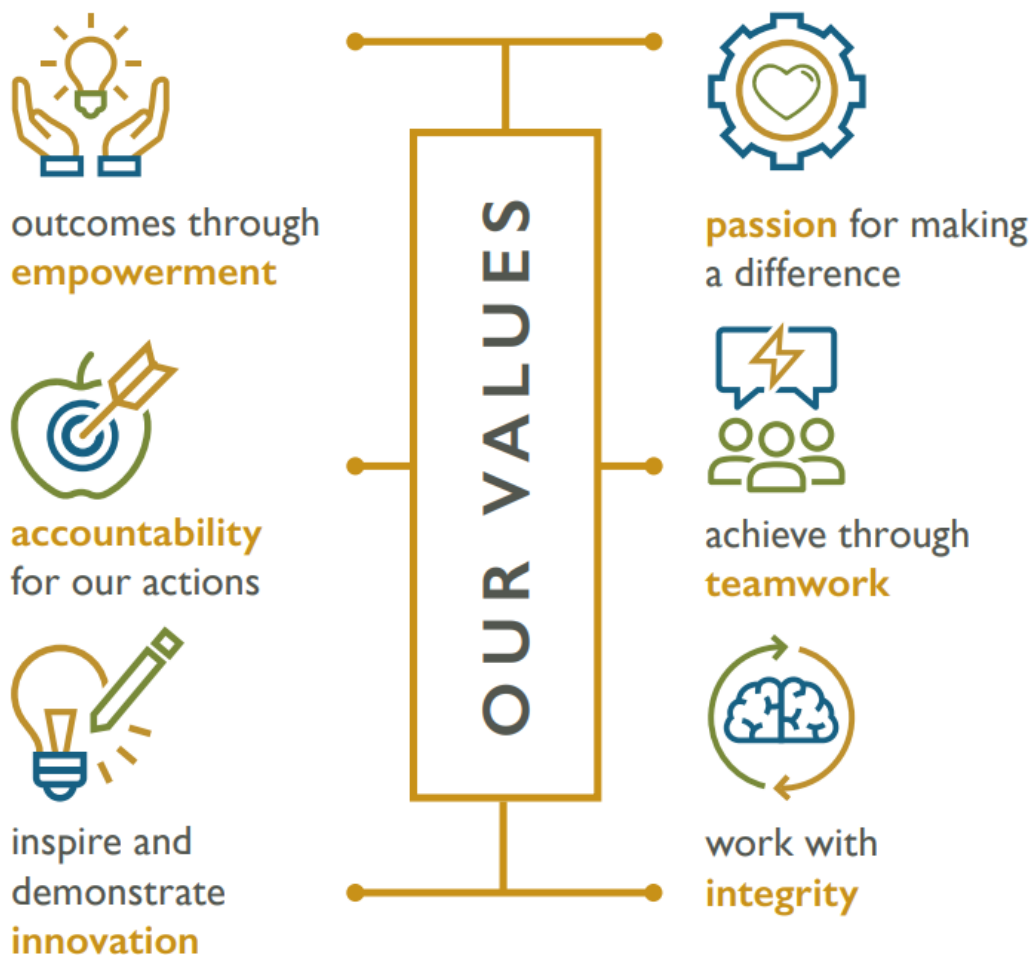 OUR VALUES
outcomes through
empowerment
passion for making
a difference
accountability
for our actions
achieve through
teamwork
inspire and
demonstrate
innovation
work with
integrity